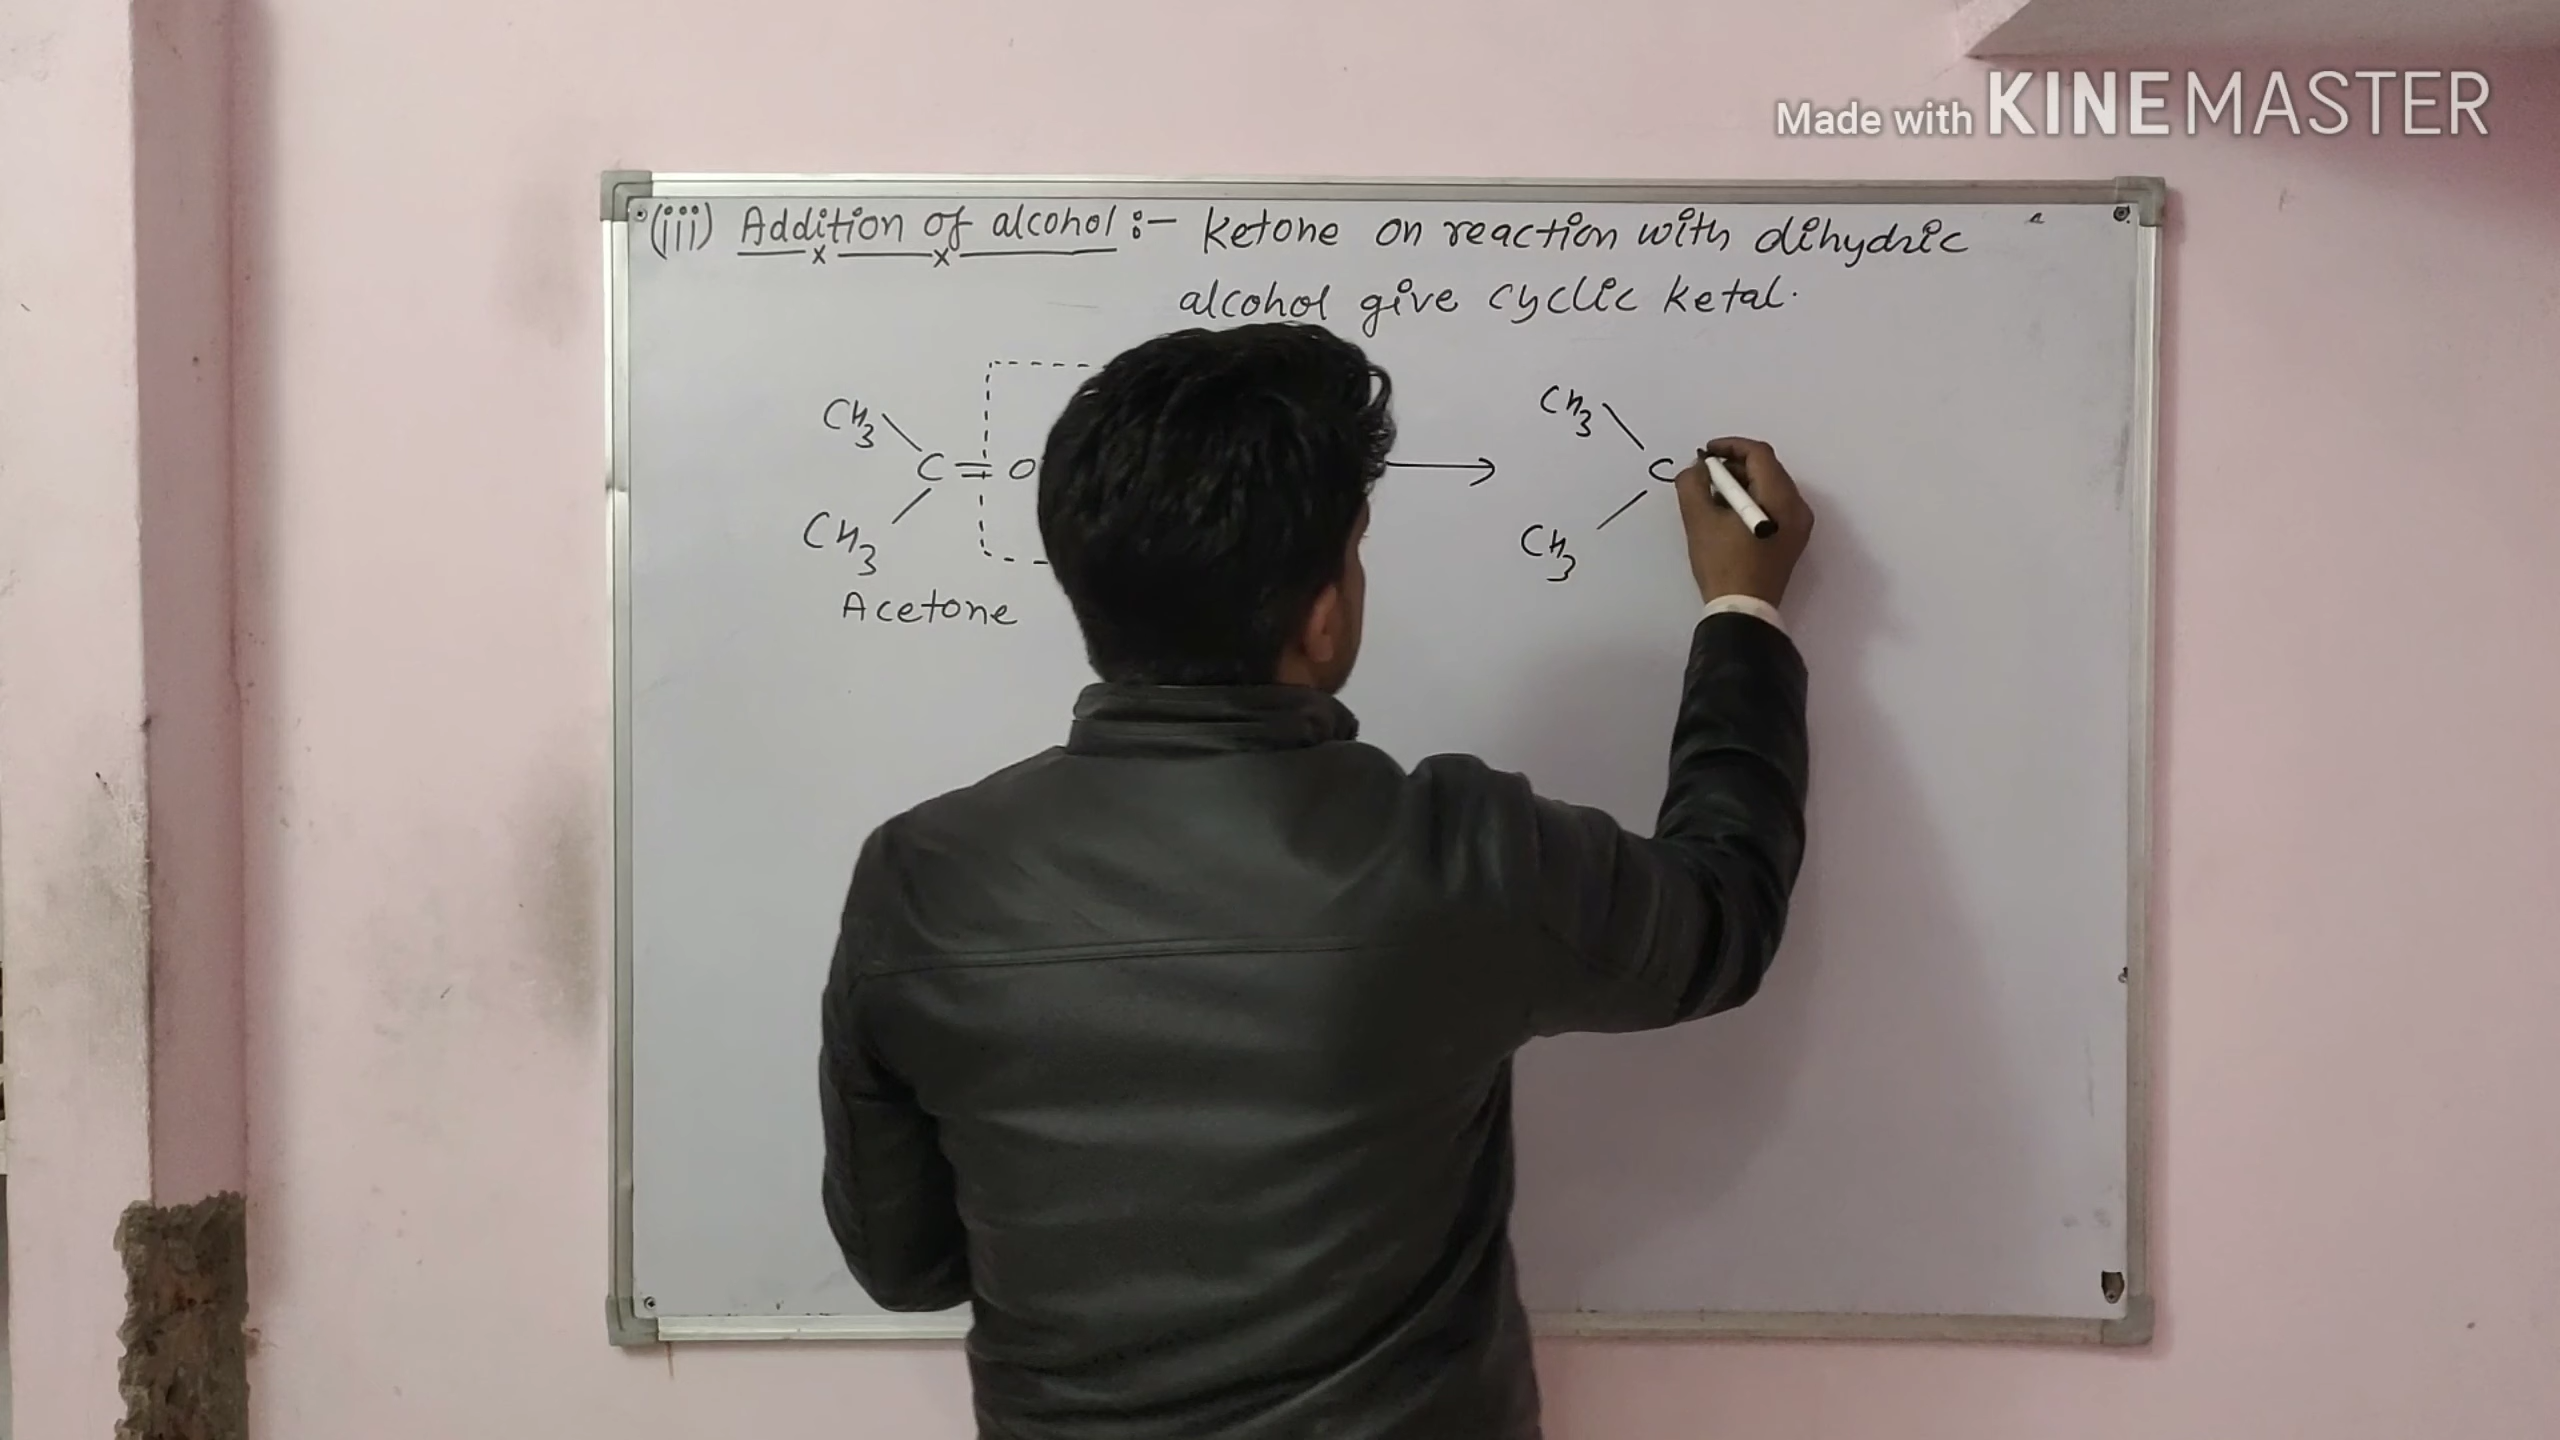 Made with KINEMASTER
(iii) Addition of alcohol :- ketone on reaction with dihydric
alcohol give cyclic ketal.
CH3 CH3
C = O → C
CH3 CH3
Acetone